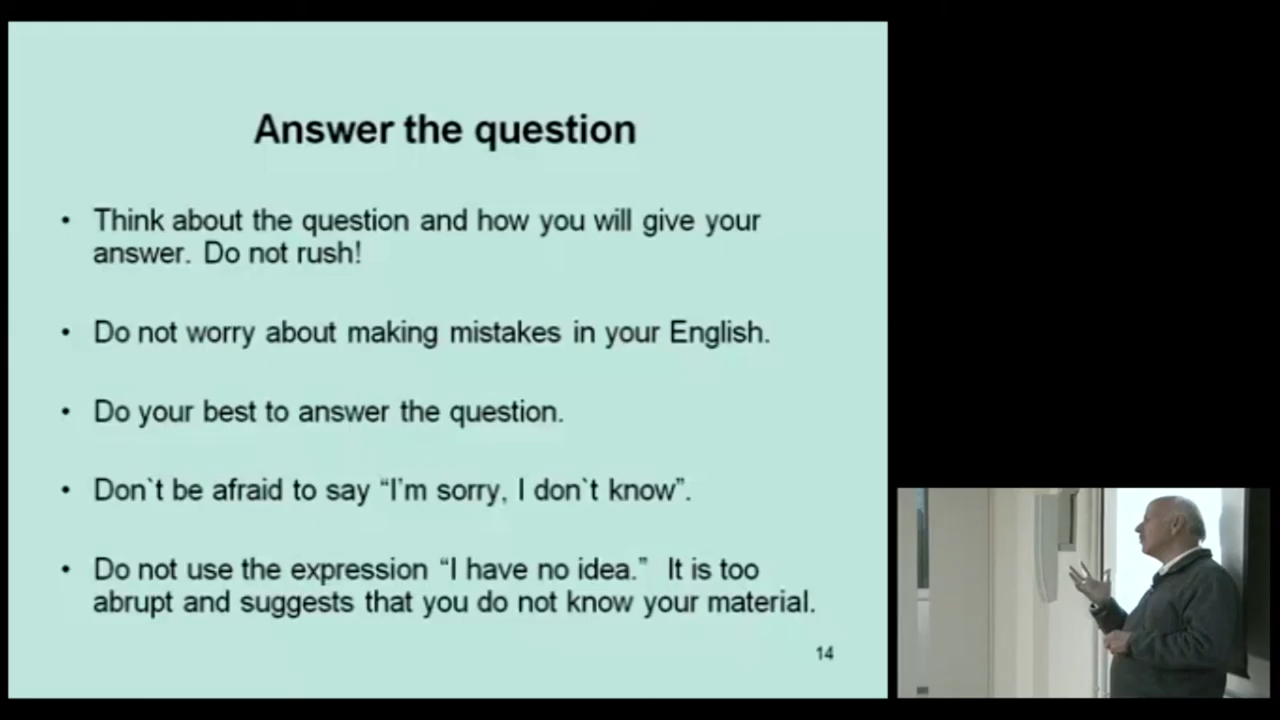 Answer the question
• Think about the question and how you will give your
answer. Do not rush!
• Do not worry about making mistakes in your English.
• Do your best to answer the question.
• Don`t be afraid to say “I’m sorry, I don`t know”.
• Do not use the expression “I have no idea.” It is too
abrupt and suggests that you do not know your material.
14